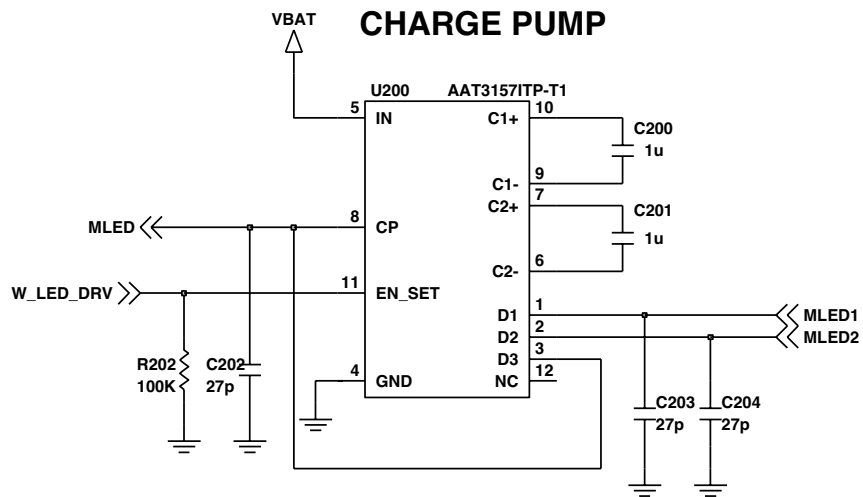 CHARGE PUMP
VBAT
U200 AAT3157ITP-T1
5 IN C1+ 10
C200
1u
C1- 9
C2+ 7
MLED 8 CP
C201
1u
C2- 6
W_LED_DRV 11 EN_SET
D1 1 MLED1
D2 2 MLED2
D3 3
R202
100K
C202
27p
4 GND NC 12
C203
27p
C204
27p